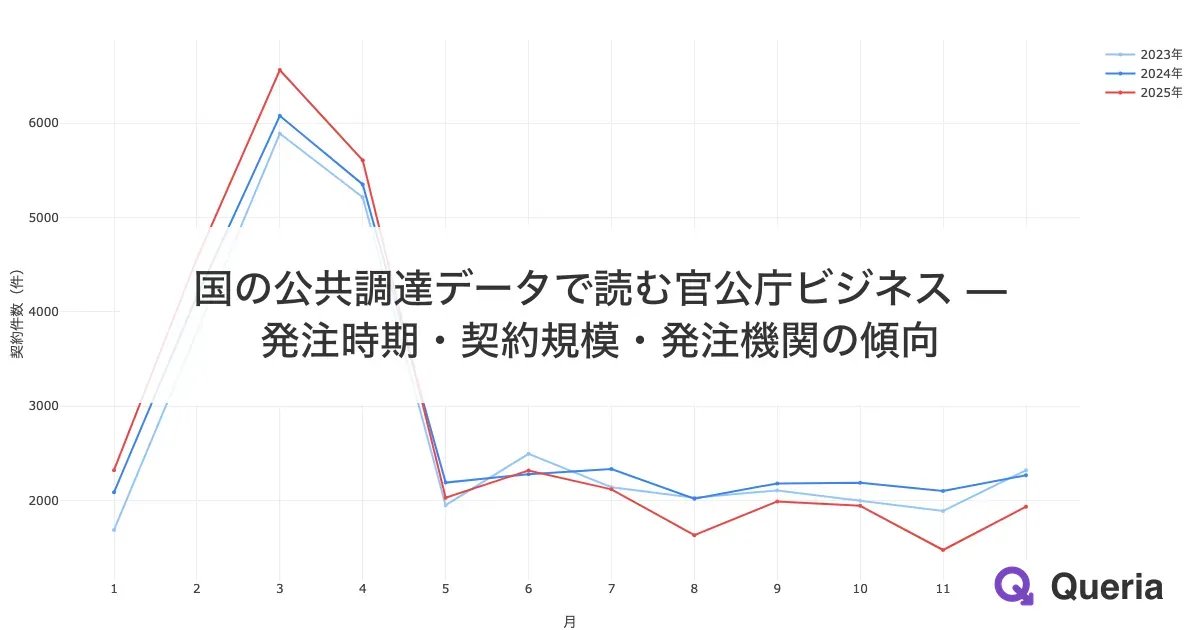 2023年
2024年
2025年
6000
5000
4000
3000
2000
契約件数（件）
国の公共調達データで読む官公庁ビジネス —
発注時期・契約規模・発注機関の傾向
1 2 3 4 5 6 7 8 9 10 11
月
Queria